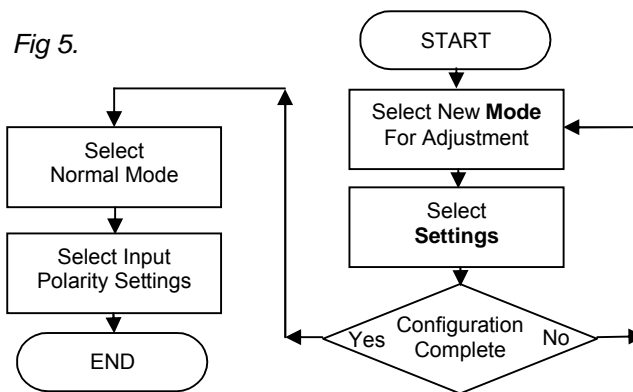 Fig 5.
START
Select New Mode
For Adjustment
Select
Settings
Configuration
Complete
Yes
No
Select
Normal Mode
Select Input
Polarity Settings
END